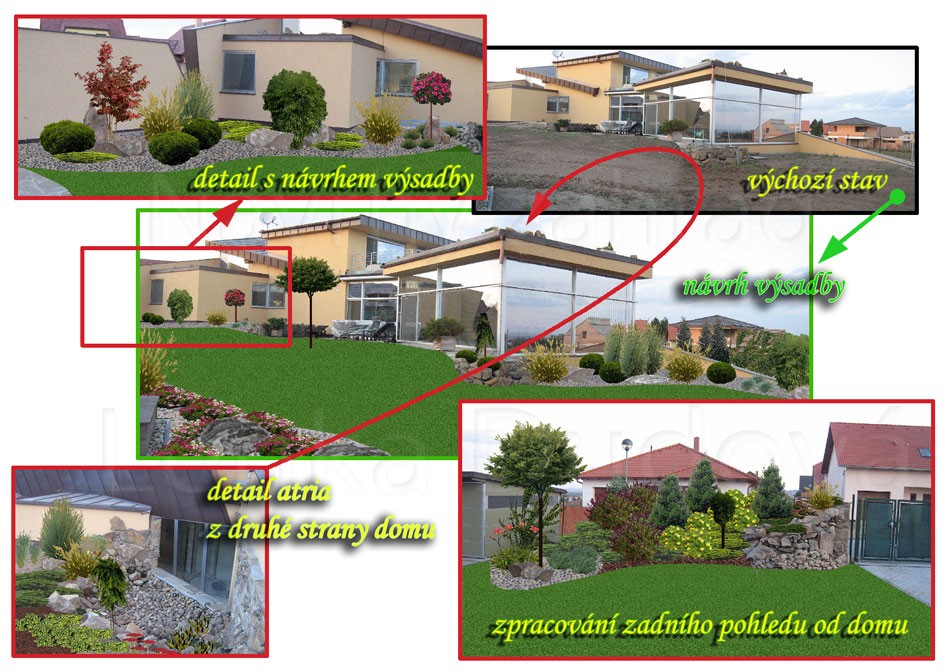 detail s návrhem výsadby
výchozí stav
návrh výsadby
detail atria
z druhé strany domu
zpracování zadního pohledu od domu